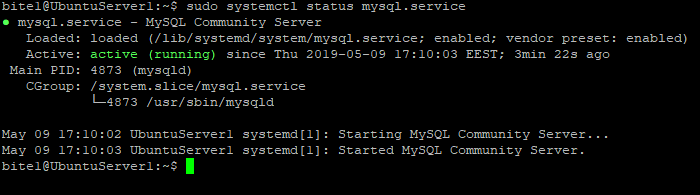 bite1@UbuntuServer1:~$ sudo systemctl status mysql.service
● mysql.service - MySQL Community Server
   Loaded: loaded (/lib/systemd/system/mysql.service; enabled; vendor preset: enabled)
   Active: active (running) since Thu 2019-05-09 17:10:03 EEST; 3min 22s ago
 Main PID: 4873 (mysqld)
   CGroup: /system.slice/mysql.service
           └─4873 /usr/sbin/mysqld

May 09 17:10:02 UbuntuServer1 systemd[1]: Starting MySQL Community Server...
May 09 17:10:03 UbuntuServer1 systemd[1]: Started MySQL Community Server.
bite1@UbuntuServer1:~$